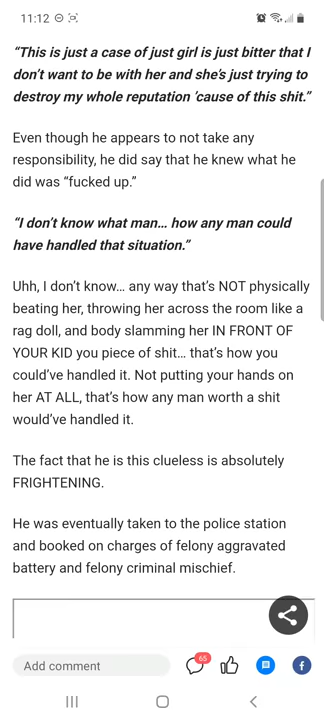 11:12
“This is just a case of just girl is just bitter that I
don’t want to be with her and she’s just trying to
destroy my whole reputation ’cause of this shit.”
Even though he appears to not take any
responsibility, he did say that he knew what he
did was “fucked up.”
“I don’t know what man… how any man could
have handled that situation.”
Uhh, I don’t know… any way that’s NOT physically
beating her, throwing her across the room like a
rag doll, and body slamming her IN FRONT OF
YOUR KID you piece of shit… that’s how you
could’ve handled it. Not putting your hands on
her AT ALL, that’s how any man worth a shit
would’ve handled it.
The fact that he is this clueless is absolutely
FRIGHTENING.
He was eventually taken to the police station
and booked on charges of felony aggravated
battery and felony criminal mischief.
Add comment
65
f